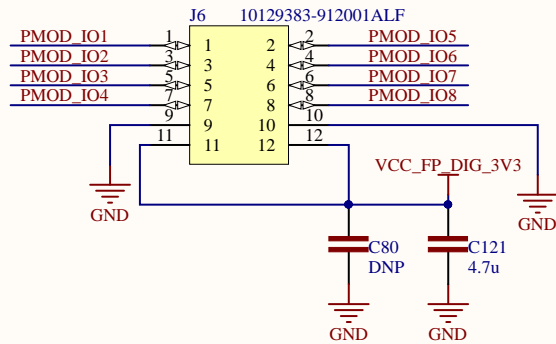 J6 10129383-912001ALF
PMOD_IO1 1 1 2 2 PMOD_IO5
PMOD_IO2 3 3 4 4 PMOD_IO6
PMOD_IO3 5 5 6 6 PMOD_IO7
PMOD_IO4 7 7 8 8 PMOD_IO8
9 9 10 10
11 11 12 12
VCC_FP_DIG_3V3
GND
GND
C80 C121
DNP 4.7u
GND GND